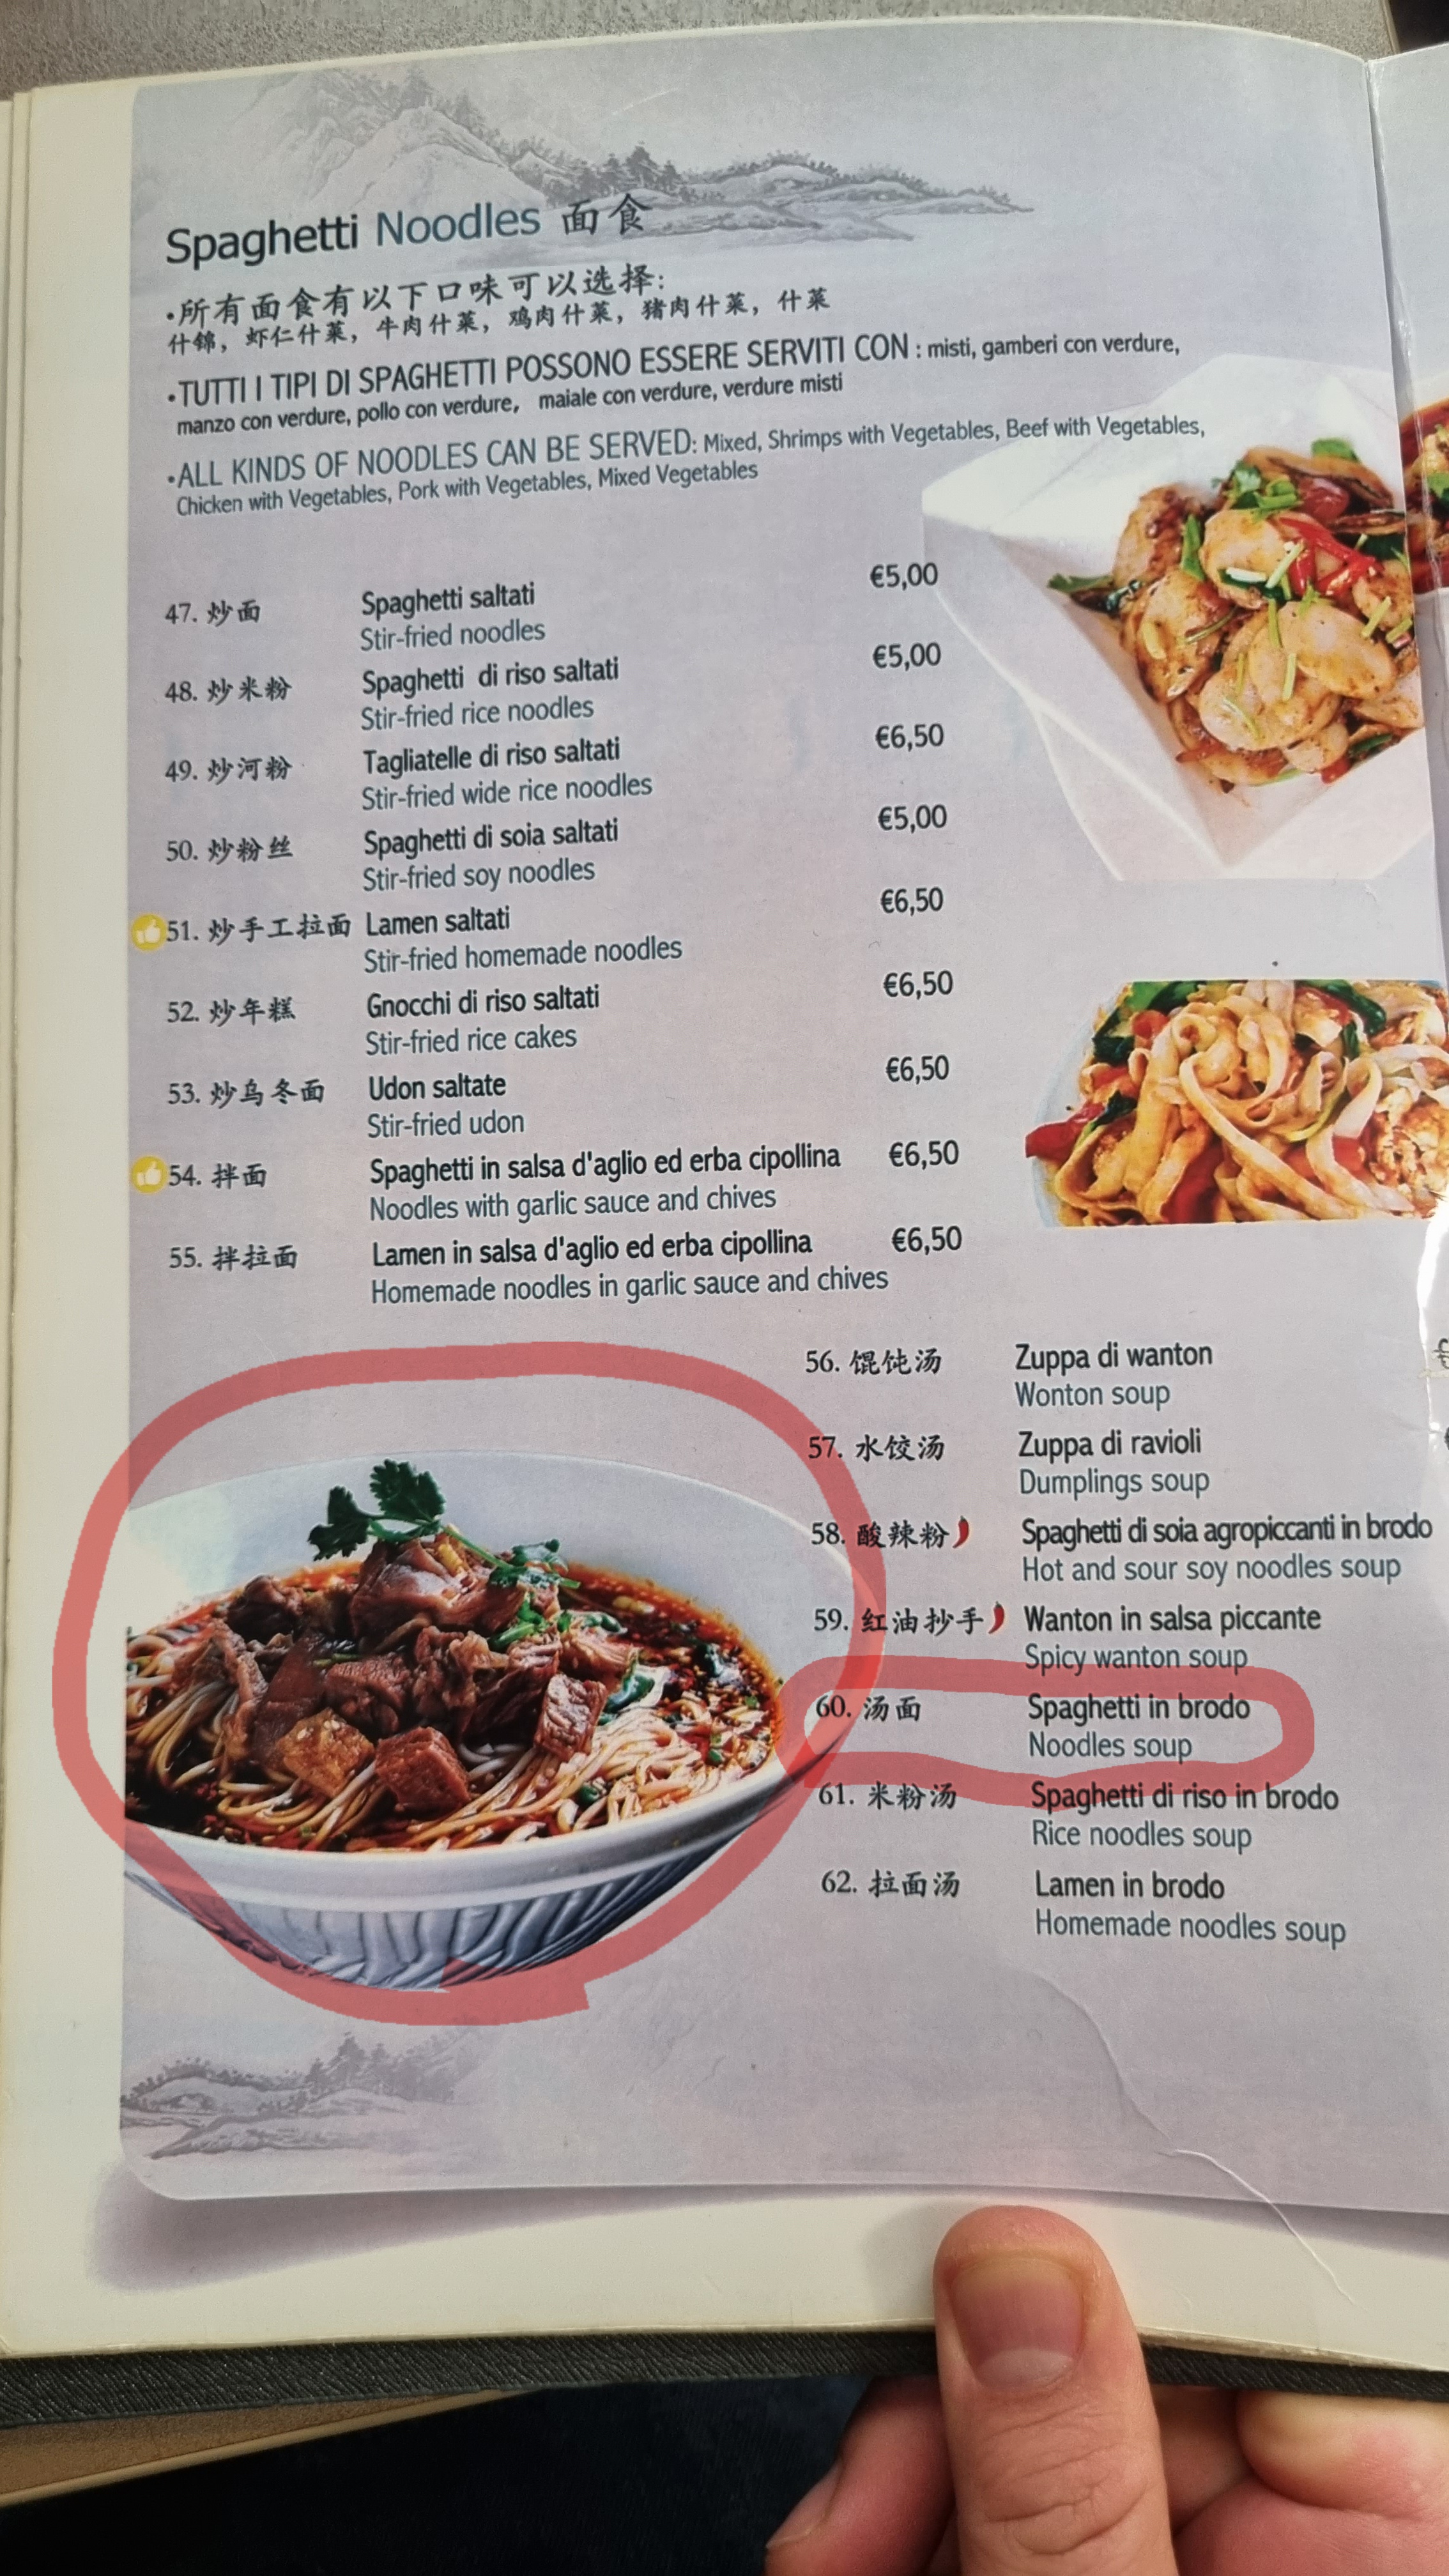 Spaghetti Noodles 面食
·所有面食有以下口味可以选择:
什锦, 虾仁什菜, 牛肉什菜, 鸡肉什菜, 猪肉什菜, 什菜
·TUTTI I TIPI DI SPAGHETTI POSSONO ESSERE SERVITI CON : misti, gamberi con verdure,
manzo con verdure, pollo con verdure, maiale con verdure, verdure misti
·ALL KINDS OF NOODLES CAN BE SERVED: Mixed, Shrimps with Vegetables, Beef with Vegetables,
Chicken with Vegetables, Pork with Vegetables, Mixed Vegetables
47. 炒面 Spaghetti saltati €5,00
Stir-fried noodles
48. 炒米粉 Spaghetti di riso saltati €5,00
Stir-fried rice noodles
49. 炒河粉 Tagliatelle di riso saltati €6,50
Stir-fried wide rice noodles
50. 炒粉丝 Spaghetti di soia saltati €5,00
Stir-fried soy noodles
51. 炒手工拉面 Lamen saltati €6,50
Stir-fried homemade noodles
52. 炒年糕 Gnocchi di riso saltati €6,50
Stir-fried rice cakes
53. 炒乌冬面 Udon saltate €6,50
Stir-fried udon
54. 拌面 Spaghetti in salsa d'aglio ed erba cipollina €6,50
Noodles with garlic sauce and chives
55. 拌拉面 Lamen in salsa d'aglio ed erba cipollina €6,50
Homemade noodles in garlic sauce and chives
56. 馄饨汤 Zuppa di wanton
Wonton soup
57. 水饺汤 Zuppa di ravioli
Dumplings soup
58. 酸辣粉 Spaghetti di soia agropiccanti in brodo
Hot and sour soy noodles soup
59. 红油抄手 Wanton in salsa piccante
Spicy wanton soup
60. 汤面 Spaghetti in brodo
Noodles soup
61. 米粉汤 Spaghetti di riso in brodo
Rice noodles soup
62. 拉面汤 Lamen in brodo
Homemade noodles soup